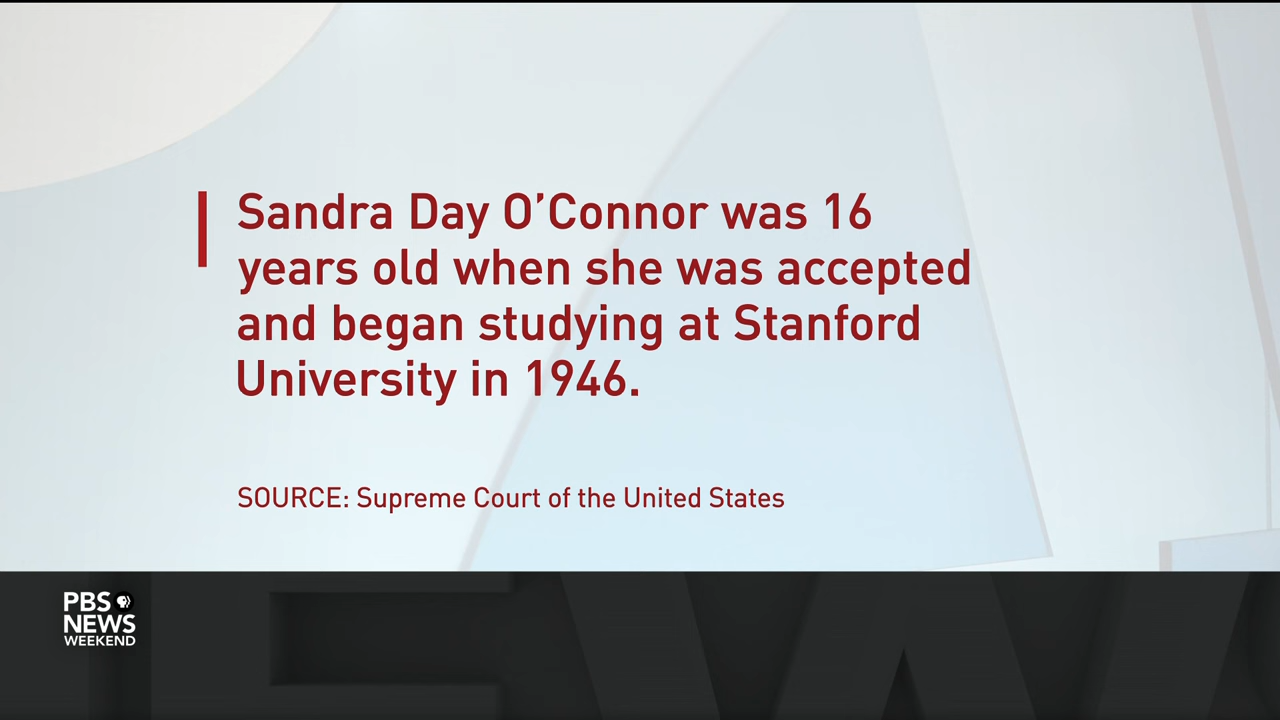 Sandra Day O’Connor was 16
years old when she was accepted
and began studying at Stanford
University in 1946.
SOURCE: Supreme Court of the United States
PBS
NEWS
WEEKEND